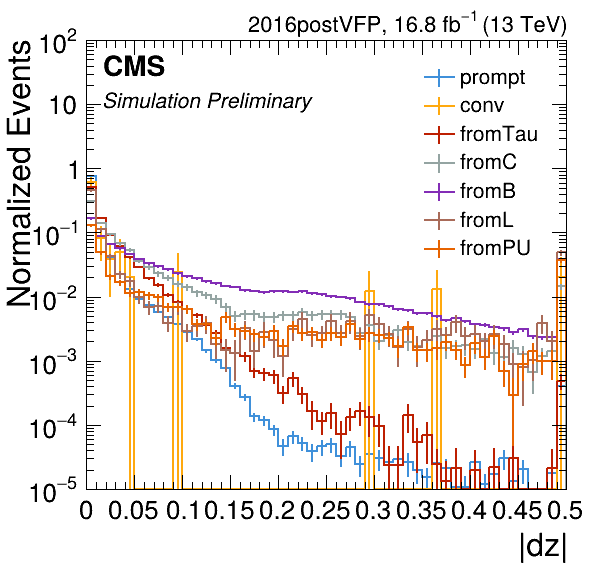 2016postVFP, 16.8 fb⁻¹ (13 TeV)
CMS
Simulation Preliminary
prompt
conv
fromTau
fromC
fromB
fromL
fromPU
Normalized Events
10²
10
1
10⁻¹
10⁻²
10⁻³
10⁻⁴
10⁻⁵
0 0.05 0.1 0.15 0.2 0.25 0.3 0.35 0.4 0.45 0.5
|dz|